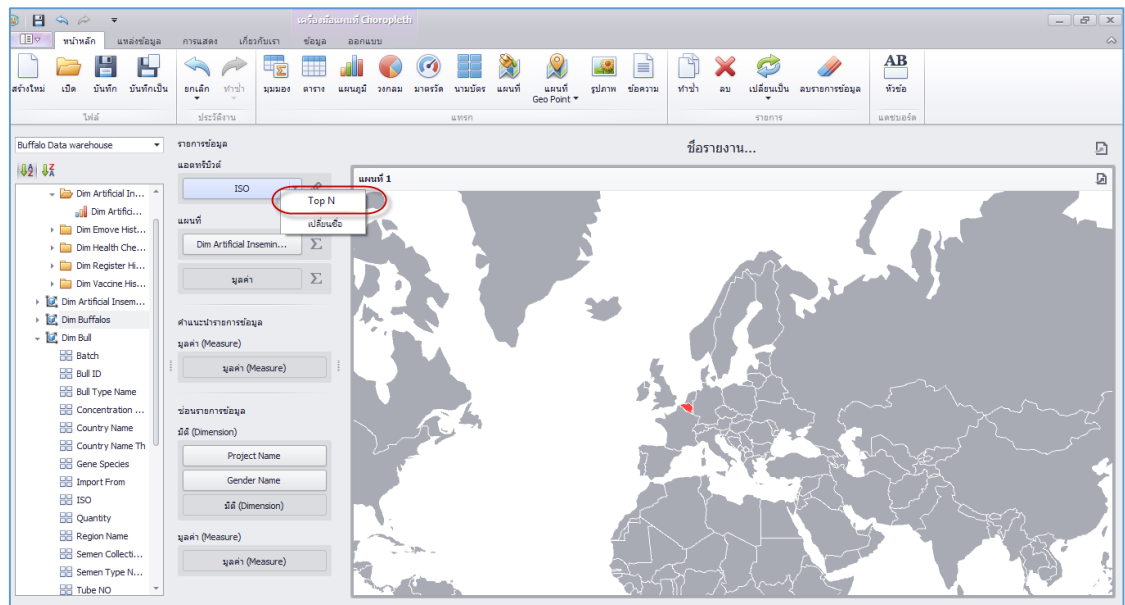 เครื่องมือแผนที่ Choropleth
หน้าหลัก แหล่งข้อมูล การแสดง เกี่ยวกับเรา ข้อมูล ออกแบบ
สร้างใหม่ เปิด บันทึก บันทึกเป็น ยกเลิก ทำซ้ำ มุมมอง ตาราง แผนภูมิ วงกลม มาตรวัด นามบัตร แผนที่ แผนที่ Geo Point รูปภาพ ข้อความ ทำซ้ำ ลบ เปลี่ยนเป็น ลบรายการข้อมูล หัวข้อ
AB
ไฟล์ ประวัติงาน แทรก รายการ แดชบอร์ด
Buffalo Data warehouse
Dim Artificial In...
Dim Artifici...
Dim Emove Hist...
Dim Health Che...
Dim Register Hi...
Dim Vaccine His...
Dim Artificial Insem...
Dim Buffalos
Dim Bull
Batch
Bull ID
Bull Type Name
Concentration ...
Country Name
Country Name Th
Gene Species
Import From
ISO
Quantity
Region Name
Semen Collecti...
Semen Type N...
Tube NO
รายการข้อมูล
แอตทริบิวต์
ISO
Top N
เปลี่ยนชื่อ
แผนที่
Dim Artificial Insemin...
มูลค่า
คำแนะนำรายการข้อมูล
มูลค่า (Measure)
มูลค่า (Measure)
ซ่อนรายการข้อมูล
มิติ (Dimension)
Project Name
Gender Name
มิติ (Dimension)
มูลค่า (Measure)
มูลค่า (Measure)
ชื่อรายงาน...
แผนที่ 1